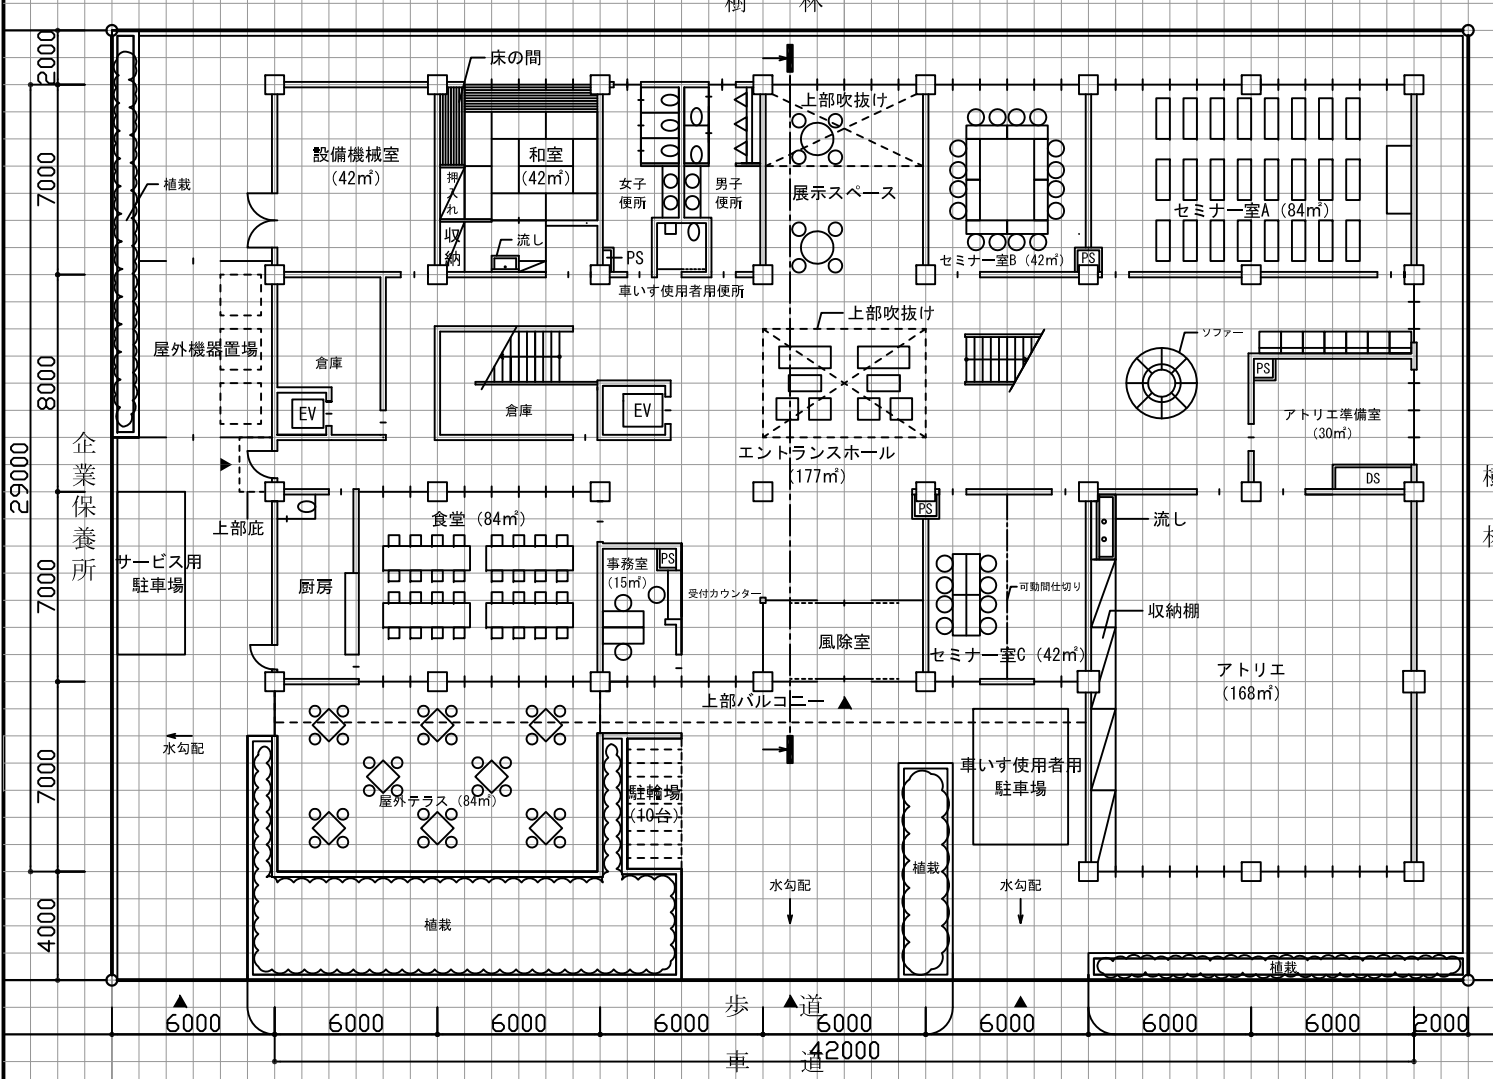 樹 林
2000
床の間
上部吹抜け
7000
植栽
設備機械室
(42㎡)
和室
(42㎡)
押入れ
収納
流し
女子
便所
男子
便所
PS
車いす使用者用便所
展示スペース
セミナー室B (42㎡)
PS
セミナー室A (84㎡)
8000
29000
屋外機器置場
倉庫
EV
倉庫
EV
上部吹抜け
エントランスホール
(177㎡)
ソファー
PS
アトリエ準備室
(30㎡)
DS
企業保養所
上部庇
サービス用
駐車場
7000
厨房
食堂 (84㎡)
事務室
(15㎡)
PS
受付カウンター
風除室
PS
可動間仕切り
セミナー室C (42㎡)
流し
収納棚
アトリエ
(168㎡)
上部バルコニー
水勾配
7000
屋外テラス (84㎡)
駐輪場
(10台)
車いす使用者用
駐車場
植栽
水勾配
水勾配
4000
植栽
植栽
歩 道
6000
6000
6000
6000
6000
6000
6000
6000
2000
42000
車 道